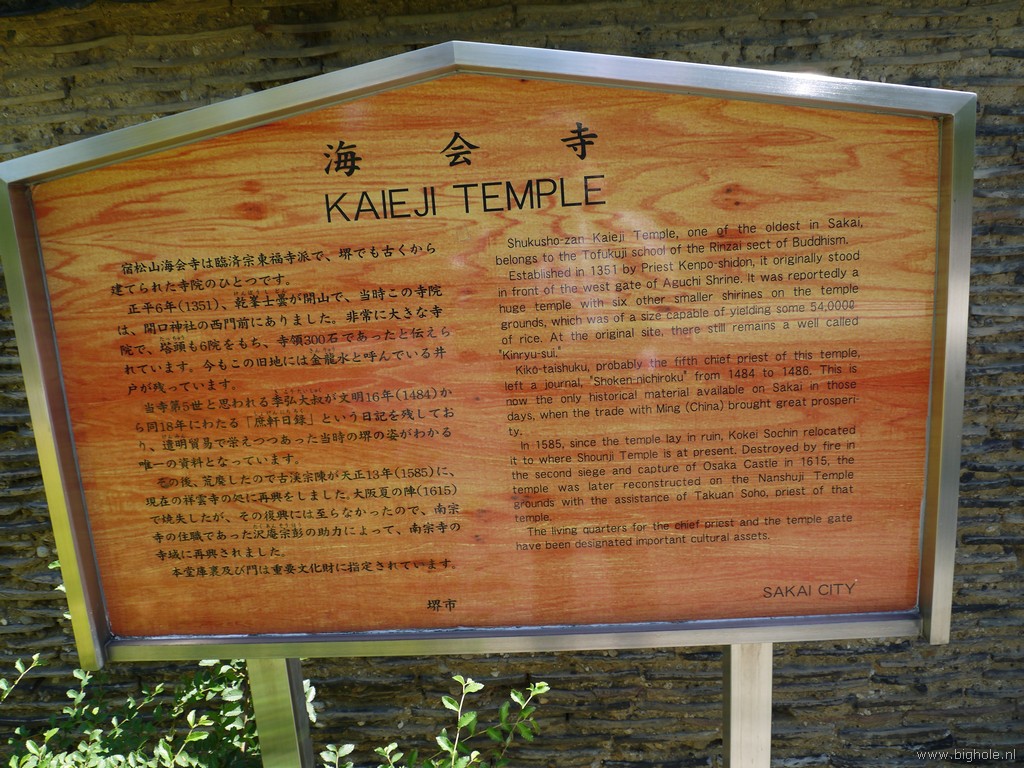 海会寺
KAIEJI TEMPLE
宿松山海会寺は臨済宗東福寺派で、堺でも古くから
建てられた寺院のひとつです。
正平6年(1351)、乾峯士曇が開山で、当時この寺院
は、開口神社の西門前にありました。非常に大きな寺
院で、塔頭も6院をもち、寺領300石であったと伝えら
れています。今もこの旧地には金龍水と呼んでいる井
戸が残っています。
当寺第5世と思われる季弘大叔が文明16年(1484)か
ら同18年にわたる「蔗軒日録」という日記を残してお
り、遣明貿易で栄えつつあった当時の堺の姿がわかる
唯一の資料となっています。
その後、荒廃したので古溪宗陳が天正13年(1585)に、
現在の祥雲寺の処に再興をしました。大阪夏の陣(1615)
で焼失したが、その復興には至らなかったので、南宗
寺の住職であった沢庵宗彭の助力によって、南宗寺の
寺域に再興されました。
本堂庫裏及び門は重要文化財に指定されています。
堺市
Shukusho-zan Kaieji Temple, one of the oldest in Sakai,
belongs to the Tofukuji school of the Rinzai sect of Buddhism.
Established in 1351 by Priest Kenpo-shidon, it originally stood
in front of the west gate of Aguchi Shrine. It was reportedly a
huge temple with six other smaller shirines on the temple
grounds, which was of a size capable of yielding some 54,000ℓ
of rice. At the original site, there still remains a well called
"Kinryu-sui."
Kiko-taishuku, probably the fifth chief priest of this temple,
left a journal, "Shoken-nichiroku" from 1484 to 1486. This is
now the only historical material available on Sakai in those
days, when the trade with Ming (China) brought great prosperi-
ty.
In 1585, since the temple lay in ruin, Kokei Sochin relocated
it to where Shounji Temple is at present. Destroyed by fire in
the second siege and capture of Osaka Castle in 1615, the
temple was later reconstructed on the Nanshuji Temple
grounds with the assistance of Takuan Soho, priest of that
temple.
The living quarters for the chief priest and the temple gate
have been designated important cultural assets.
SAKAI CITY
www.bighole.nl